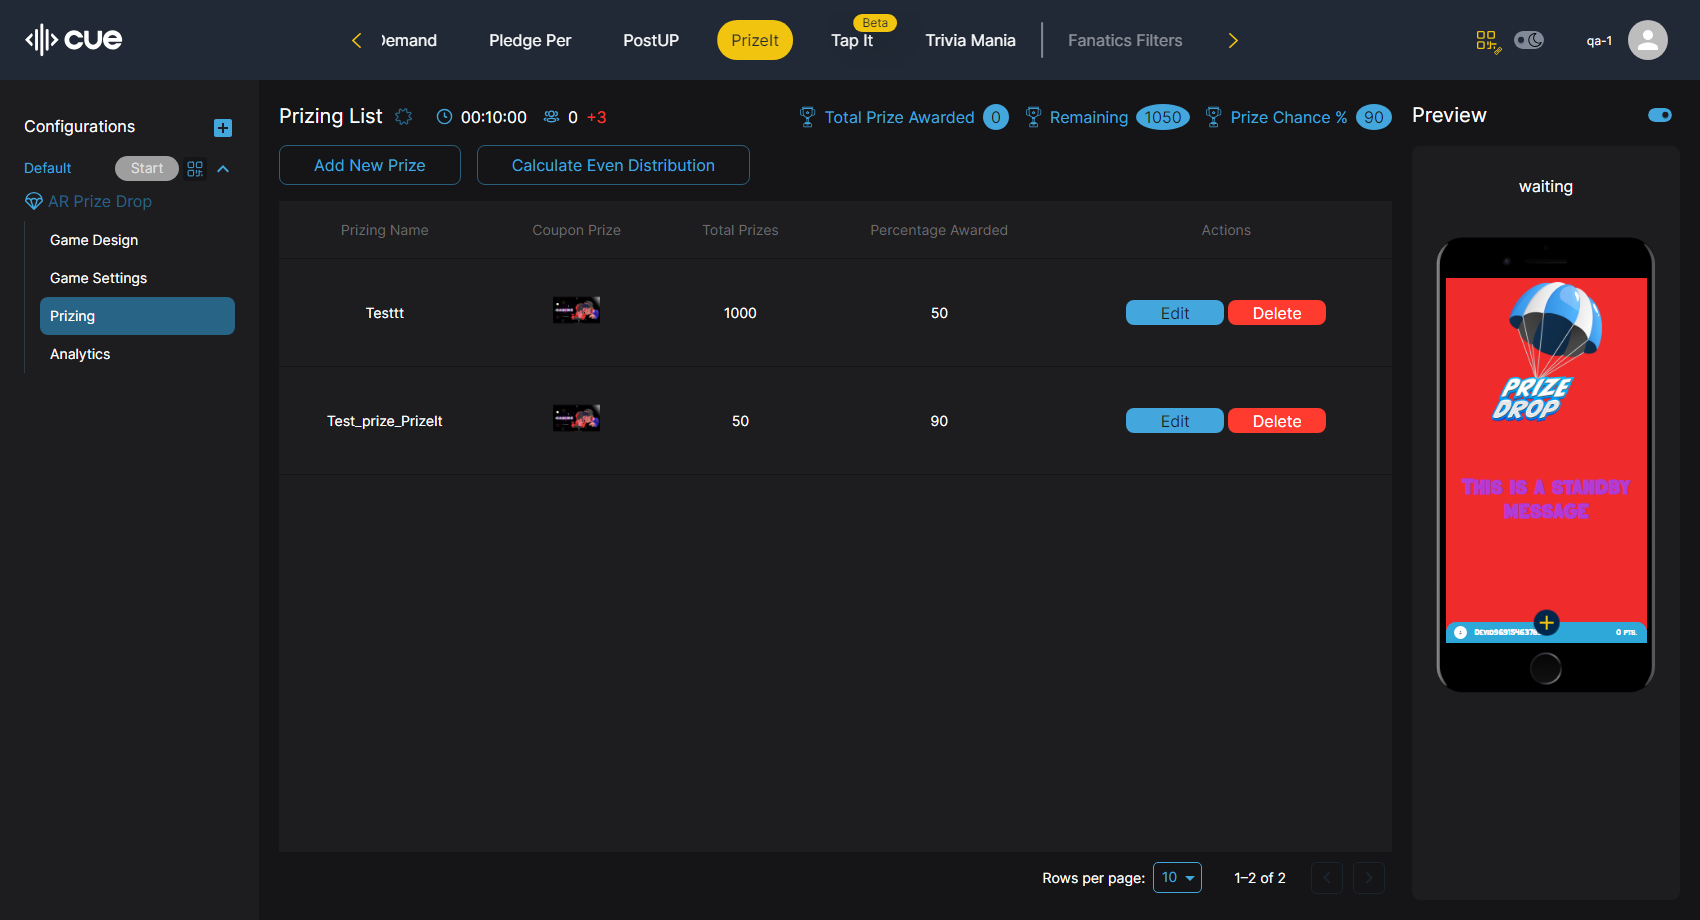 cue
Demand
Pledge Per
PostUP
PrizeIt
Beta
Tap It
Trivia Mania
Fanatics Filters
qa-1
Configurations
Default
Start
AR Prize Drop
Game Design
Game Settings
Prizing
Analytics
Prizing List
00:10:00
0 +3
Total Prize Awarded 0
Remaining 1050
Prize Chance % 90
Add New Prize
Calculate Even Distribution
Prizing Name Coupon Prize Total Prizes Percentage Awarded Actions
Testtt 1000 50 Edit Delete
Test_prize_PrizeIt 50 90 Edit Delete
Rows per page: 10 1–2 of 2
Preview
waiting
PRIZE
DROP
This is a standby
message
0 pts.